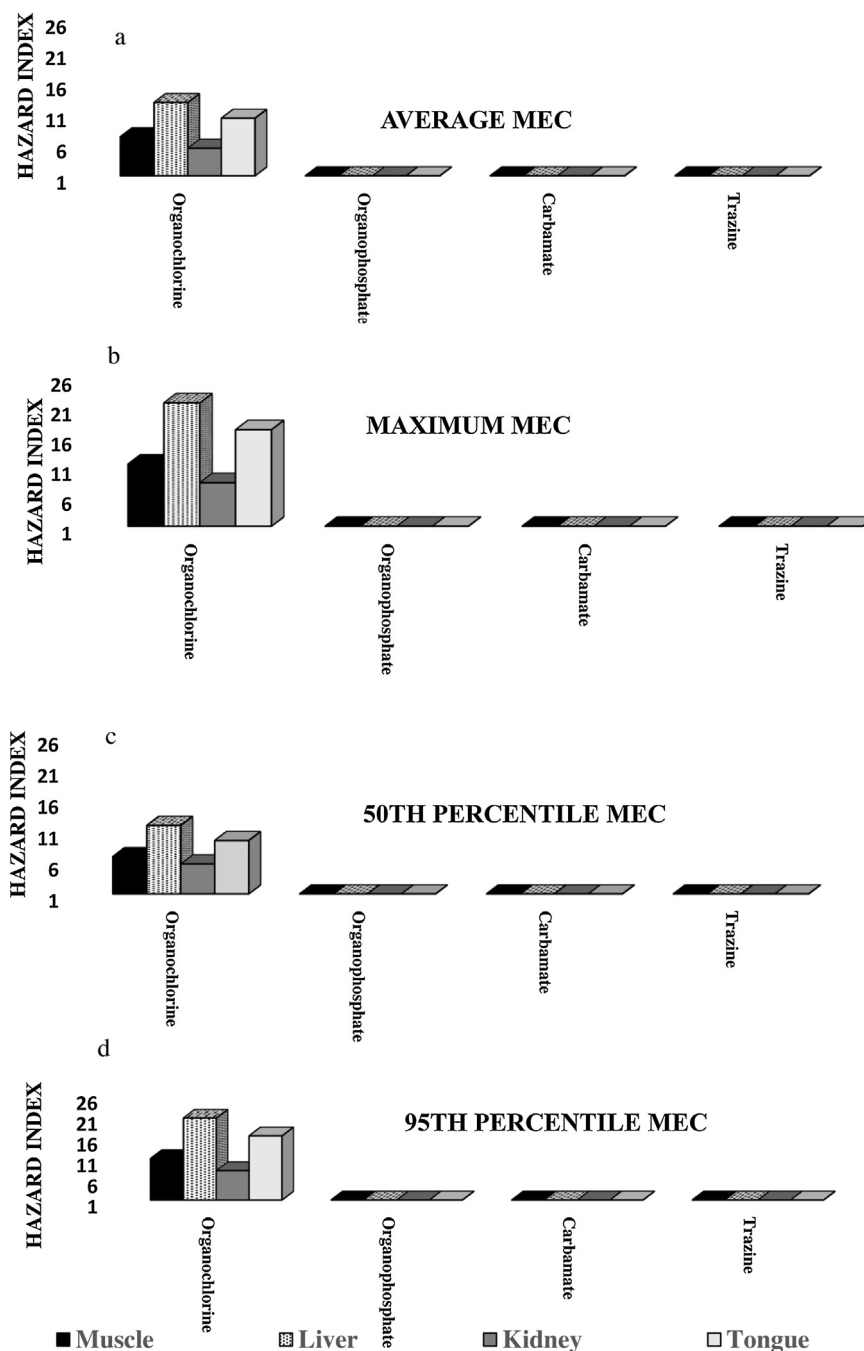 a
HAZARD INDEX
26
21
16
11
6
1
AVERAGE MEC
Organochlorine
Organophosphate
Carbamate
Trazine
b
HAZARD INDEX
26
21
16
11
6
1
MAXIMUM MEC
Organochlorine
Organophosphate
Carbamate
Trazine
c
HAZARD INDEX
26
21
16
11
6
1
50TH PERCENTILE MEC
Organochlorine
Organophosphate
Carbamate
Trazine
d
HAZARD INDEX
26
21
16
11
6
1
95TH PERCENTILE MEC
Organochlorine
Organophosphate
Carbamate
Trazine
Muscle Liver Kidney Tongue